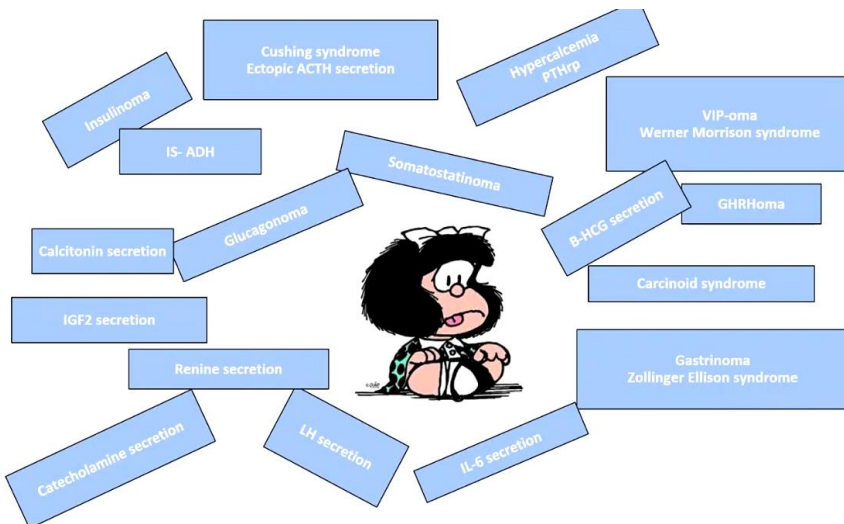 Cushing syndrome
Ectopic ACTH secretion
Hypercalcemia
PTHrp
Insulinoma
VIP-oma
Werner Morrison syndrome
IS- ADH
Somatostatinoma
Glucagonoma
B-HCG secretion
GHRHoma
Calcitonin secretion
Carcinoid syndrome
IGF2 secretion
Renine secretion
Gastrinoma
Zollinger Ellison syndrome
Catecholamine secretion
LH secretion
IL-6 secretion